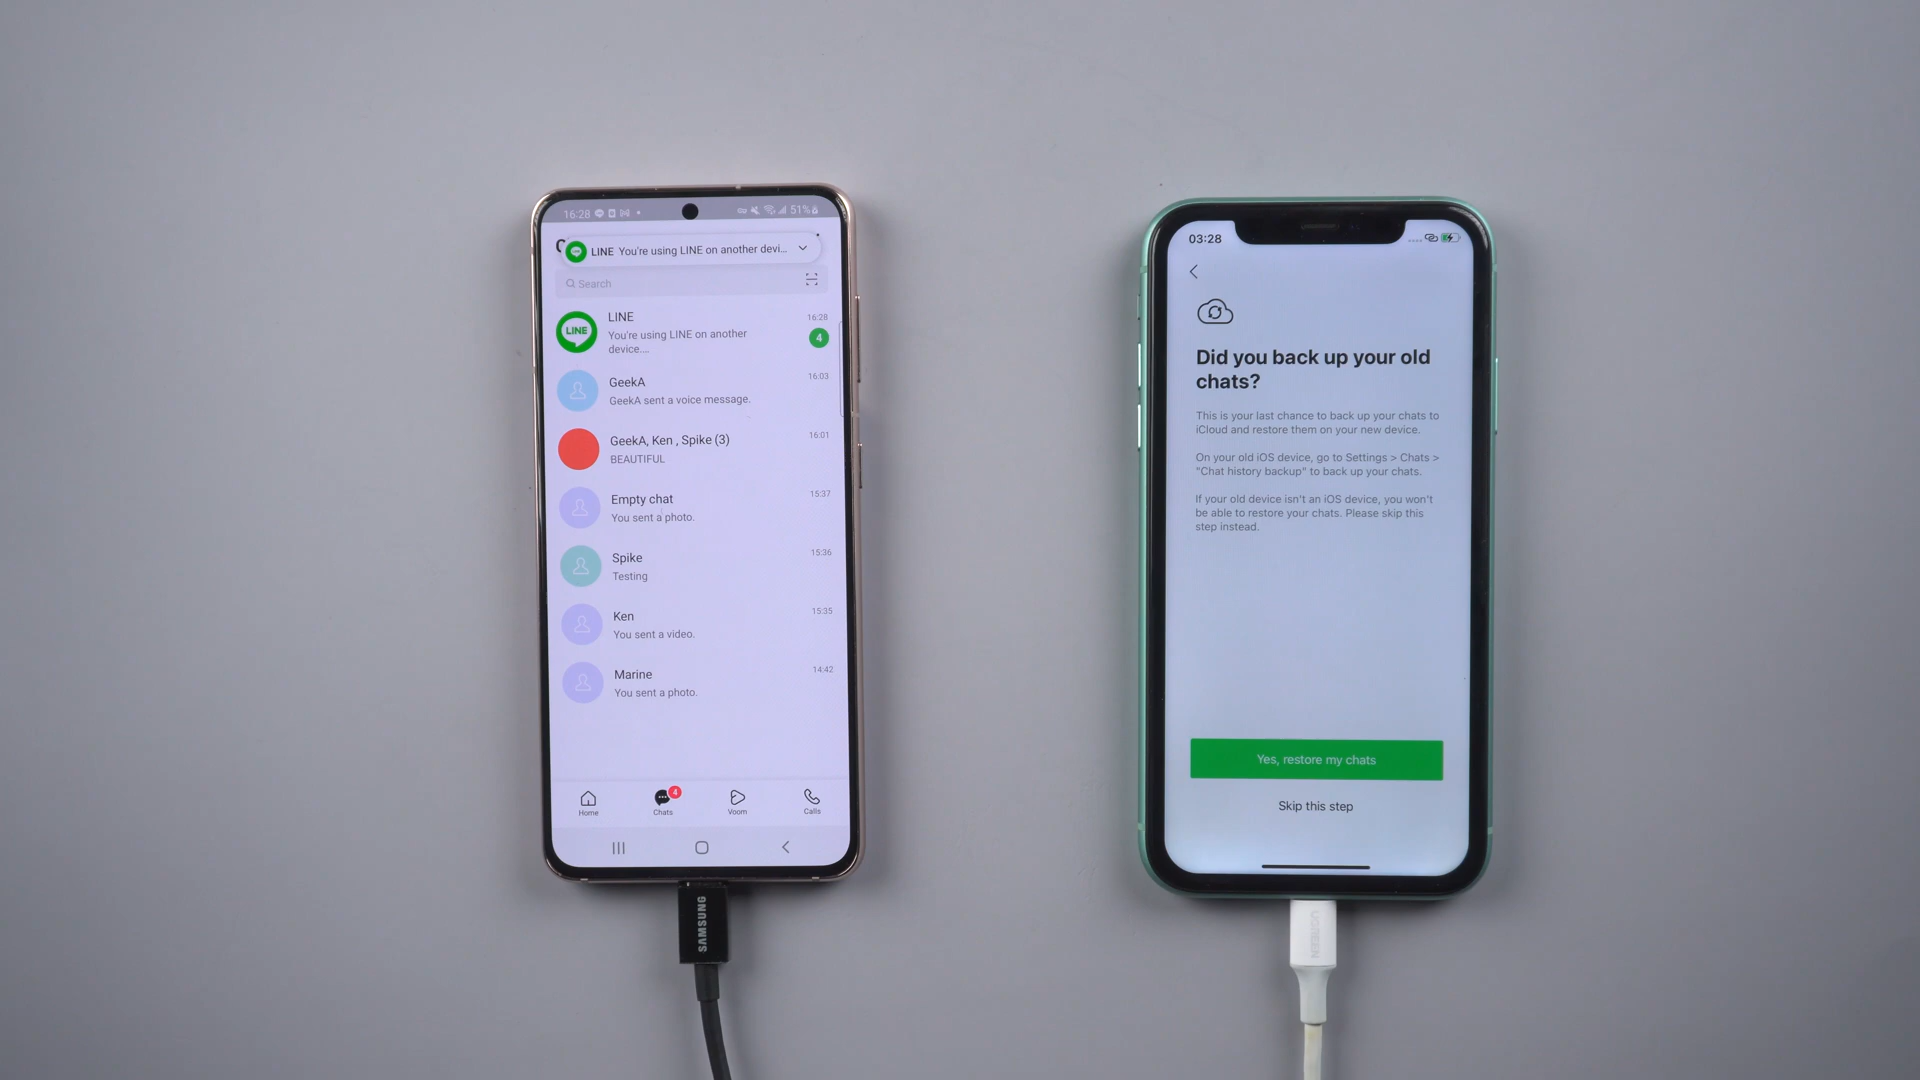 16:28
51%
LINE You're using LINE on another devi...
Search
LINE
LINE
16:28
You're using LINE on another
device....
4
GeekA
16:03
GeekA sent a voice message.
GeekA, Ken , Spike (3)
16:01
BEAUTIFUL
Empty chat
15:37
You sent a photo.
Spike
15:36
Testing
Ken
15:35
You sent a video.
Marine
14:42
You sent a photo.
4
Home
Chats
Voom
Calls
SAMSUNG
03:28
Did you back up your old
chats?
This is your last chance to back up your chats to
iCloud and restore them on your new device.
On your old iOS device, go to Settings > Chats >
"Chat history backup" to back up your chats.
If your old device isn't an iOS device, you won't
be able to restore your chats. Please skip this
step instead.
Yes, restore my chats
Skip this step
UGREEN